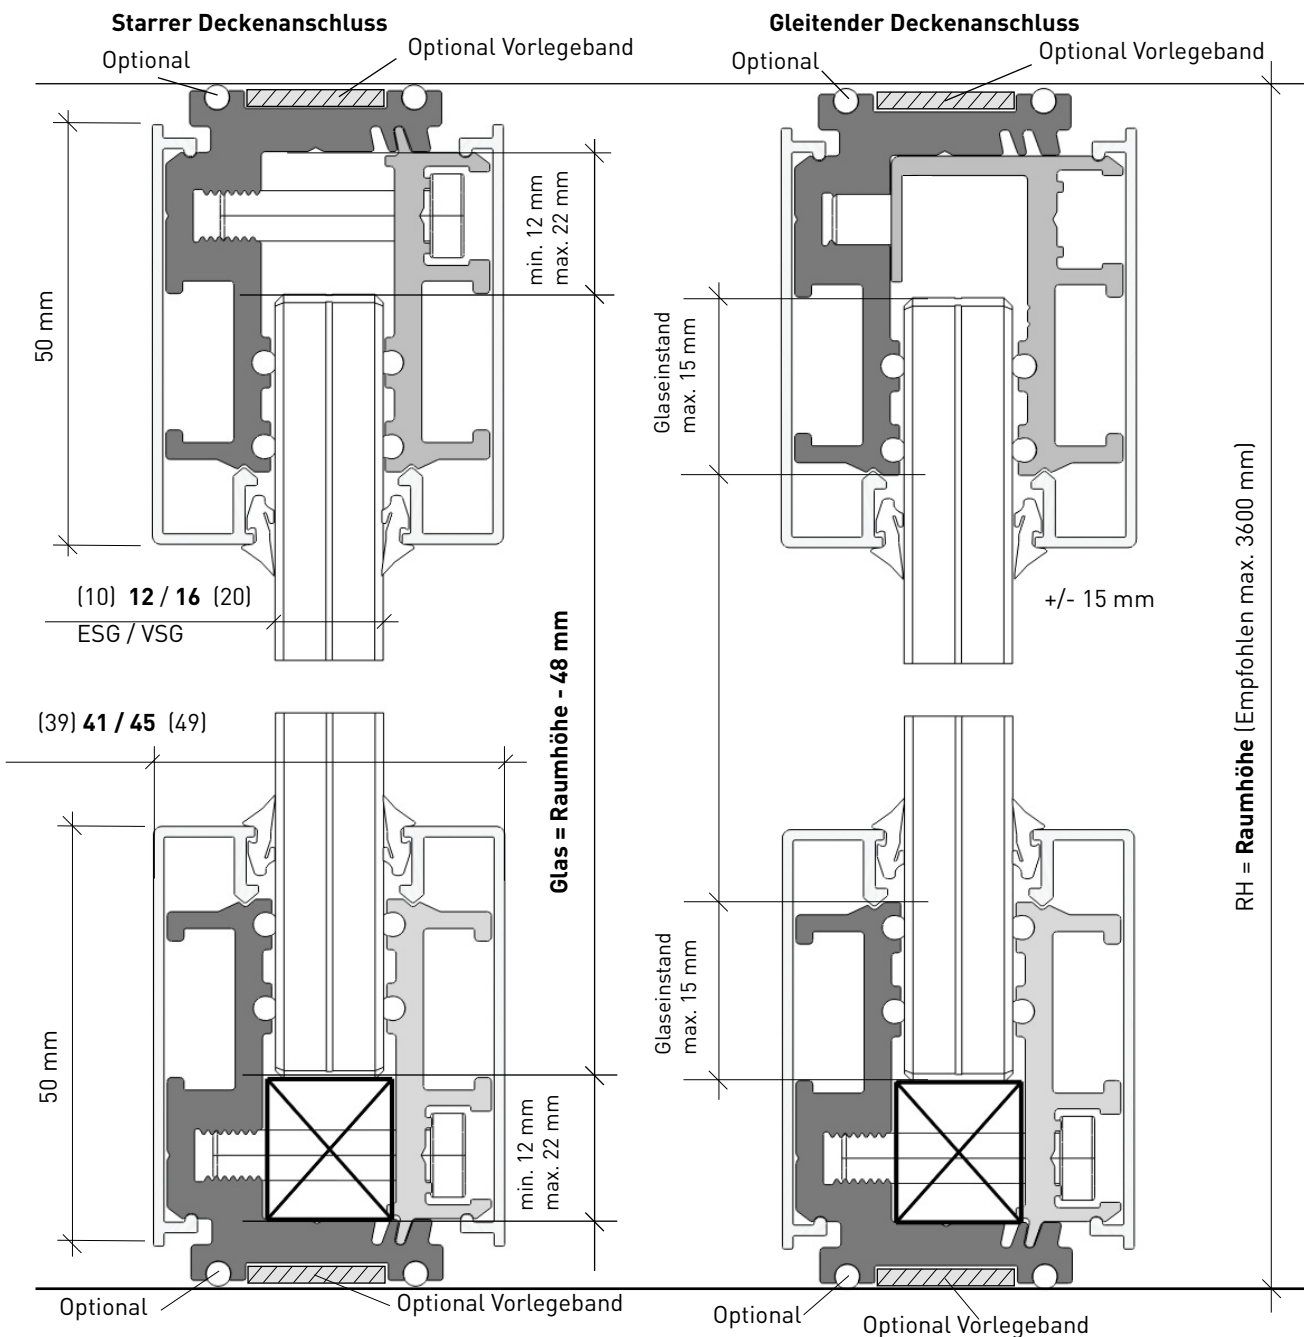 Starrer Deckenanschluss
Optional
Optional Vorlegeband
50 mm
min. 12 mm
max. 22 mm
(10) 12 / 16 (20)
ESG / VSG
(39) 41 / 45 (49)
Glas = Raumhöhe - 48 mm
50 mm
min. 12 mm
max. 22 mm
Optional
Optional Vorlegeband
Gleitender Deckenanschluss
Optional
Optional Vorlegeband
Glaseinstand
max. 15 mm
+/- 15 mm
RH = Raumhöhe (Empfohlen max. 3600 mm)
Glaseinstand
max. 15 mm
Optional
Optional Vorlegeband